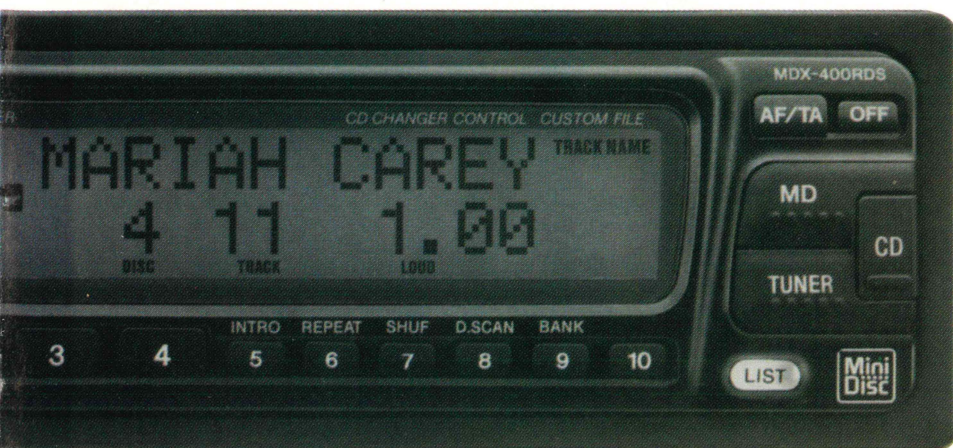 MDX-400RDS
AF/TA OFF
CD CHANGER CONTROL CUSTOM FILE
MARIAH CAREY TRACK NAME
4 11 1.00
DISC TRACK LOUD
MD
CD
TUNER
INTRO REPEAT SHUF D.SCAN BANK
3 4 5 6 7 8 9 10
LIST
Mini
Disc